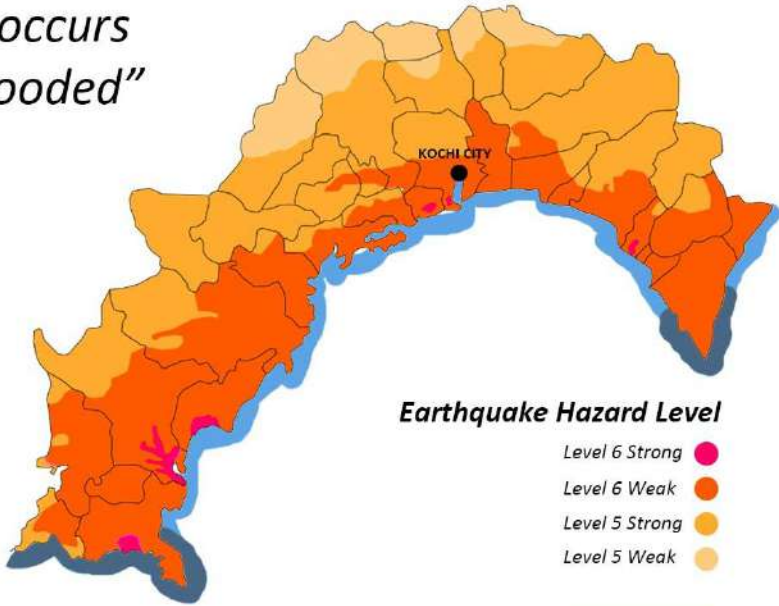 occurs
ooded”
KOCHI CITY
Earthquake Hazard Level
Level 6 Strong
Level 6 Weak
Level 5 Strong
Level 5 Weak